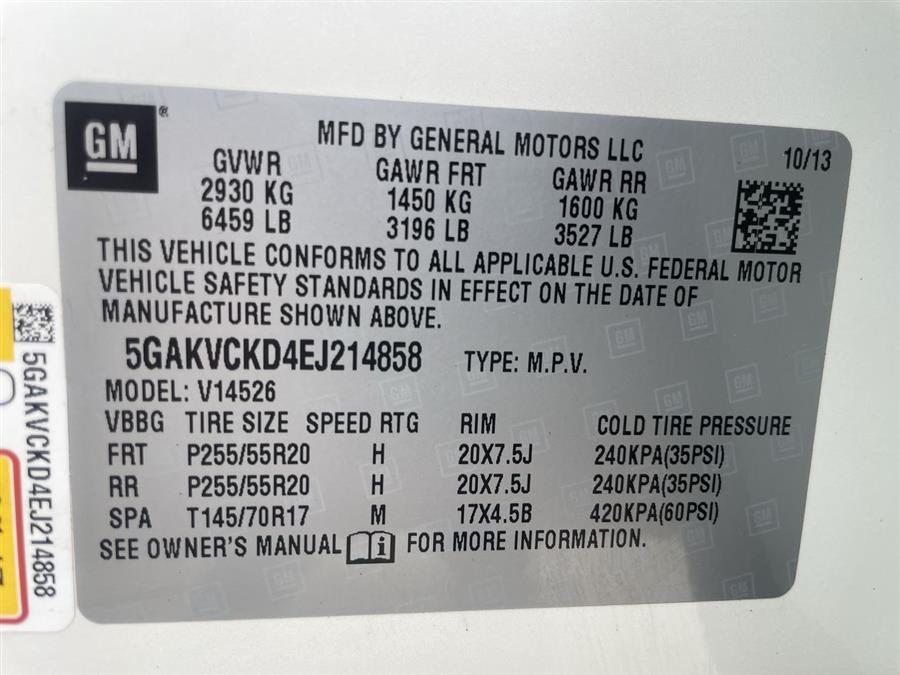 GM®
MFD BY GENERAL MOTORS LLC
10/13
GVWR GAWR FRT GAWR RR
2930 KG 1450 KG 1600 KG
6459 LB 3196 LB 3527 LB
THIS VEHICLE CONFORMS TO ALL APPLICABLE U.S. FEDERAL MOTOR
VEHICLE SAFETY STANDARDS IN EFFECT ON THE DATE OF
MANUFACTURE SHOWN ABOVE.
5GAKVCKD4EJ214858 TYPE: M.P.V.
MODEL: V14526
VBBG TIRE SIZE SPEED RTG RIM COLD TIRE PRESSURE
FRT P255/55R20 H 20X7.5J 240KPA(35PSI)
RR P255/55R20 H 20X7.5J 240KPA(35PSI)
SPA T145/70R17 M 17X4.5B 420KPA(60PSI)
SEE OWNER'S MANUAL i FOR MORE INFORMATION.
5GAKVCKD4EJ214858